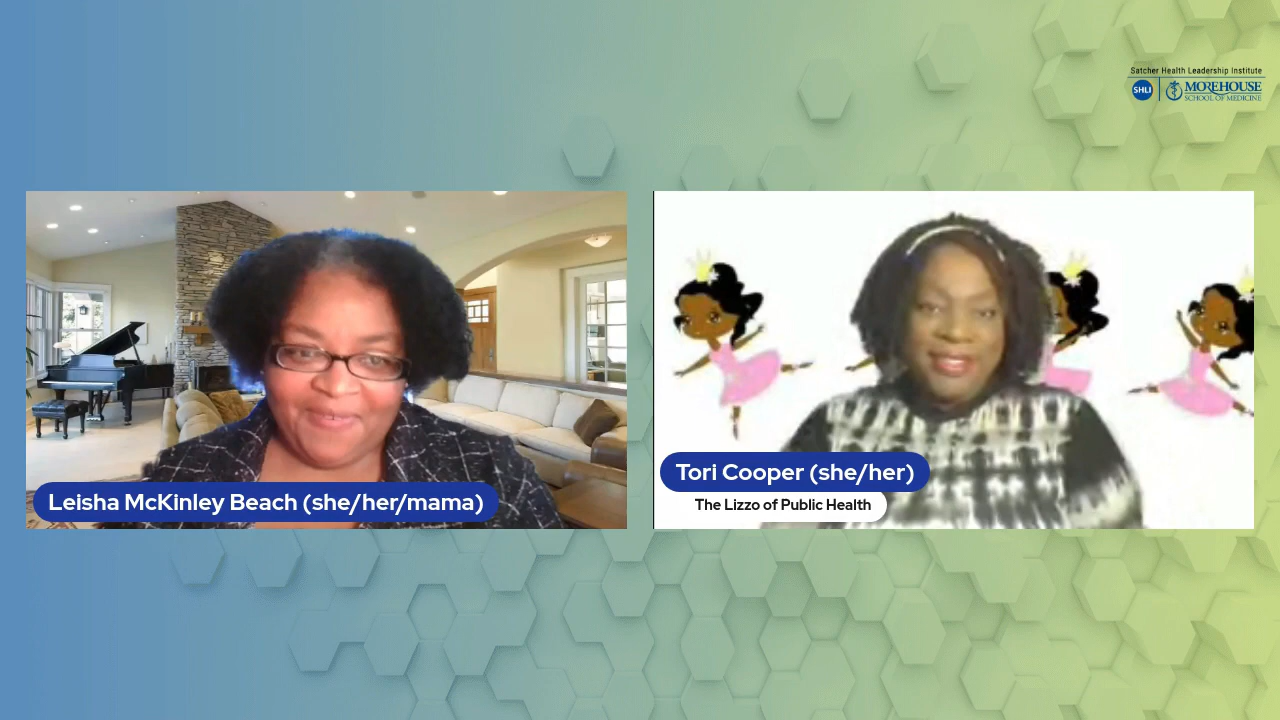 Satcher Health Leadership Institute
SHLI
MOREHOUSE
SCHOOL OF MEDICINE
Leisha McKinley Beach (she/her/mama)
Tori Cooper (she/her)
The Lizzo of Public Health